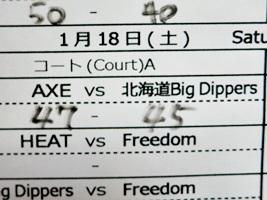 50 - 40
1月18日(土) Satu
コート(Court)A
AXE vs 北海道Big Dippers
47 - 45
HEAT vs Freedom
-
g Dippers vs Freedom